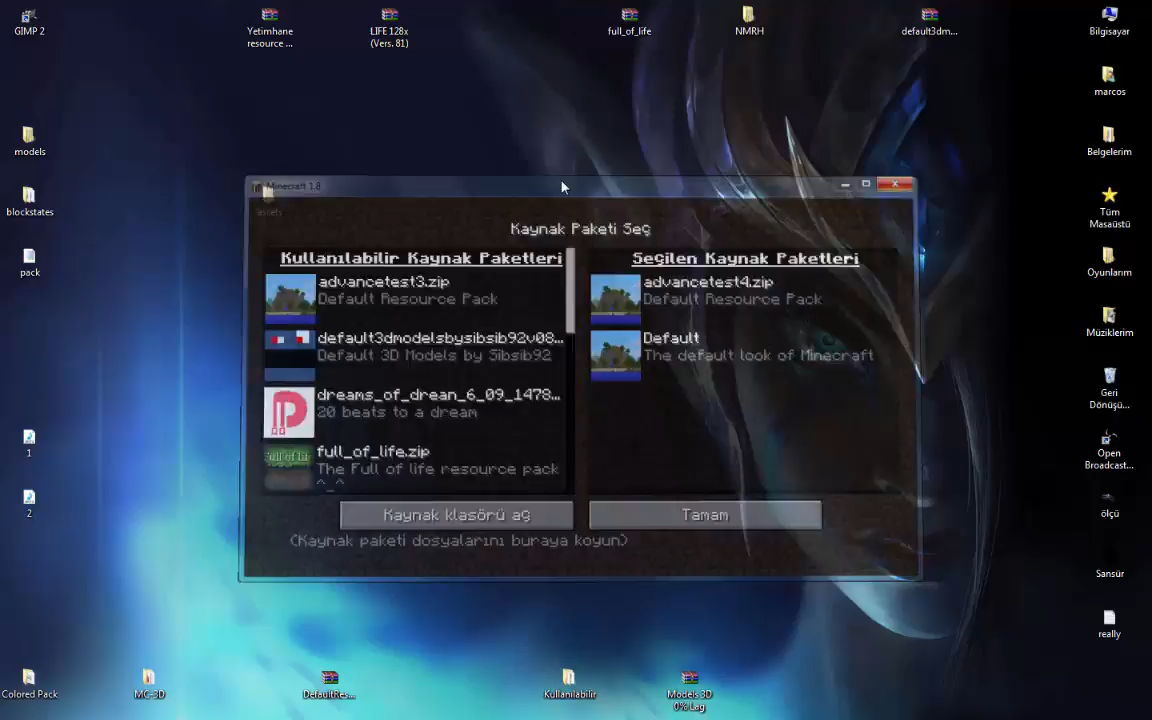 GIMP 2
Yetimhane
resource ...
LIFE 128x
(Vers. 81)
full_of_life
NMRH
default3dm...
Bilgisayar
marcos
models
Belgelerim
blockstates
Tüm
Masaüstü
pack
Oyunlarım
Müziklerim
Geri
Dönüşü...
1
Open
Broadcast...
2
ölçü
Sansür
really
Colored Pack
MC-3D
DefaultRes...
Kullanılabilir
Models 3D
0% Lag
Minecraft 1.8
assets
Kaynak Paketi Seç
Kullanılabilir Kaynak Paketleri
advancetest3.zip
Default Resource Pack
default3dmodelsbysibsib92v08...
Default 3D Models by Sibsib92
dreams_of_drean_6_09_1478...
20 beats to a dream
full_of_life.zip
The Full of life resource pack
^_^
Seçilen Kaynak Paketleri
advancetest4.zip
Default Resource Pack
Default
The default look of Minecraft
Kaynak klasörü aç
Tamam
(Kaynak paketi dosyalarını buraya koyun)